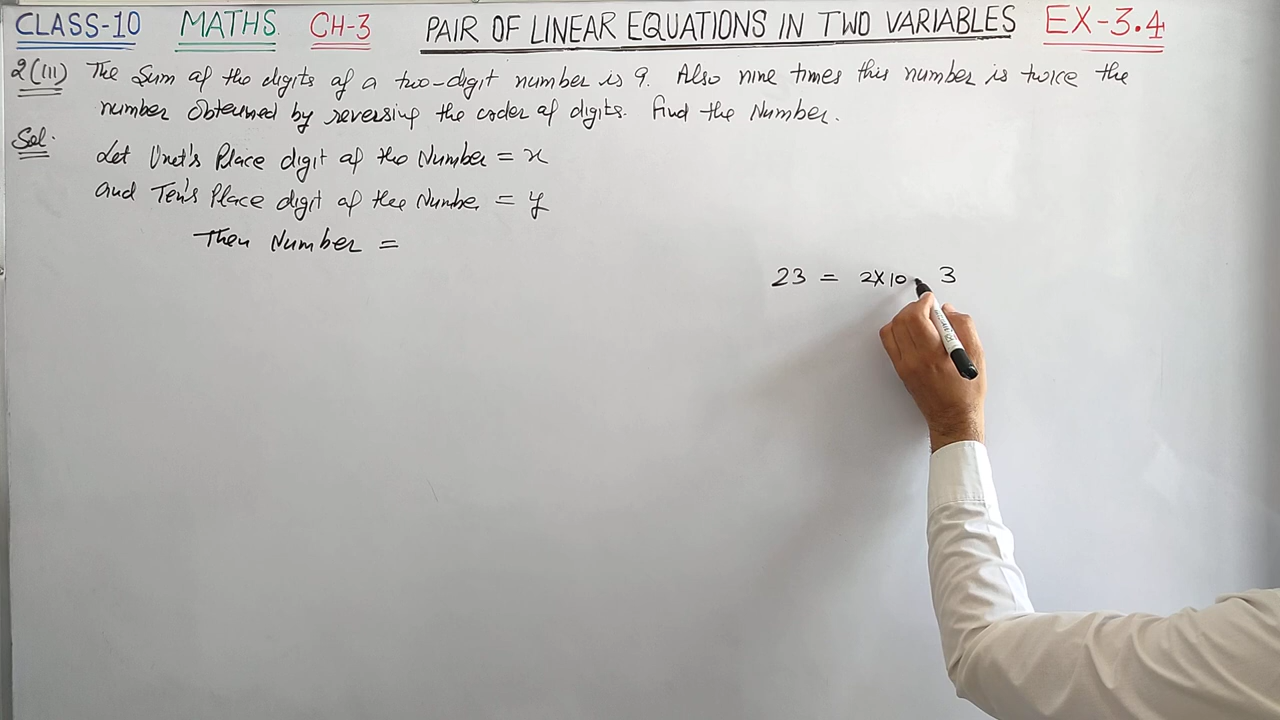 CLASS-10 MATHS CH-3 PAIR OF LINEAR EQUATIONS IN TWO VARIABLES EX-3.4
2(III) The Sum of the digits of a two-digit number is 9. Also nine times this number is twice the
number obtained by reversing the order of digits. Find the Number.
Sol.
Let Unit's Place digit of the Number = x
and Ten's Place digit of the Number = y
Then Number =
23 = 2×10 3